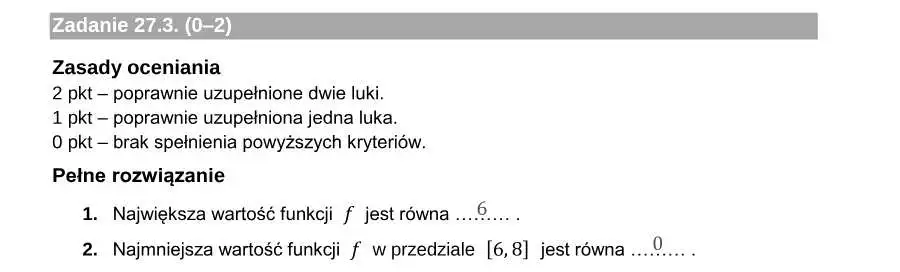 Zadanie 27.3. (0–2)
Zasady oceniania
2 pkt – poprawnie uzupełnione dwie luki.
1 pkt – poprawnie uzupełniona jedna luka.
0 pkt – brak spełnienia powyższych kryteriów.
Pełne rozwiązanie
1. Największa wartość funkcji f jest równa ....6..... .
2. Najmniejsza wartość funkcji f w przedziale [6, 8] jest równa ....0..... .